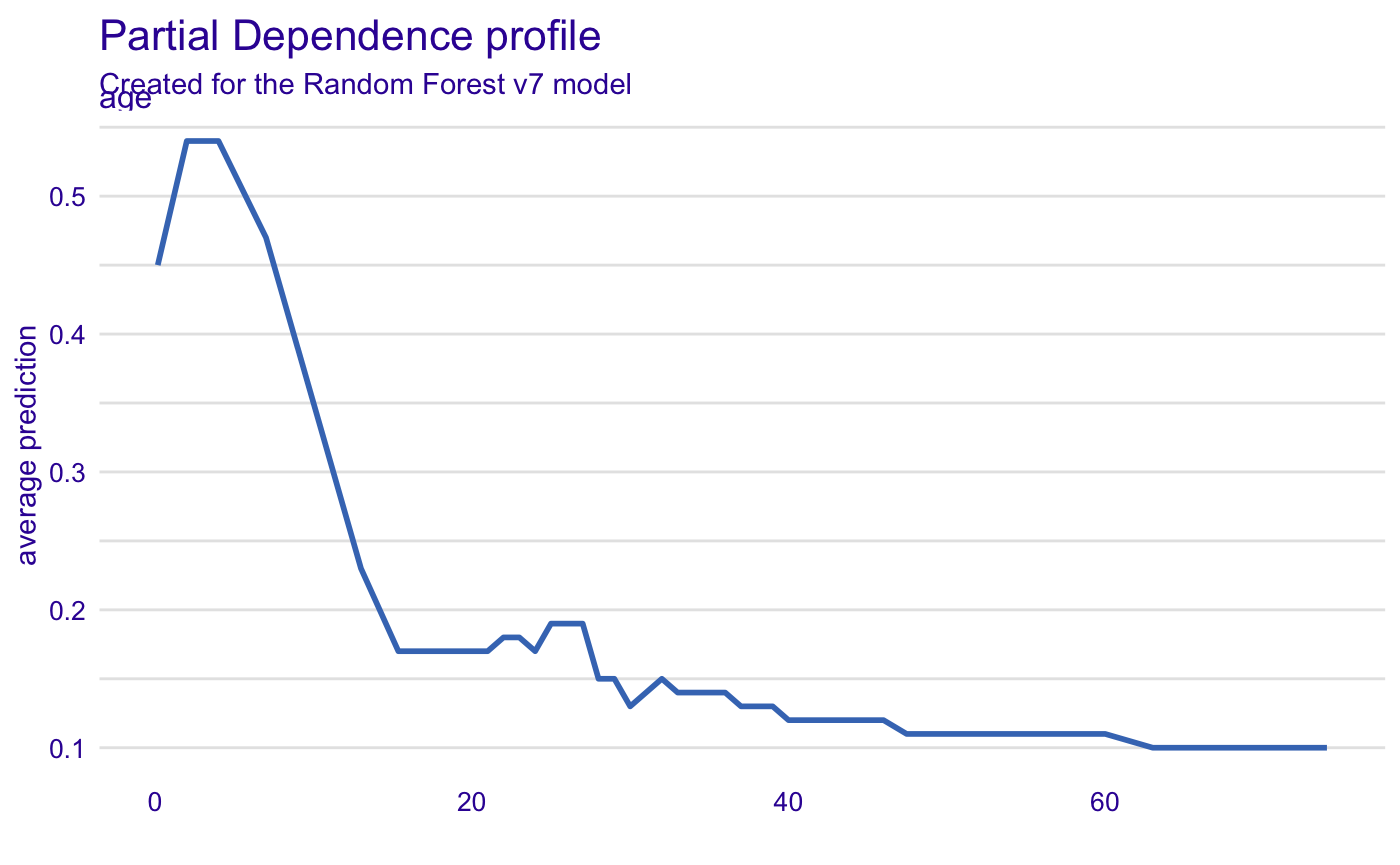 Partial Dependence profile
Created for the Random Forest v7 model
age
0.5
0.4
0.3
0.2
0.1
average prediction
0 20 40 60